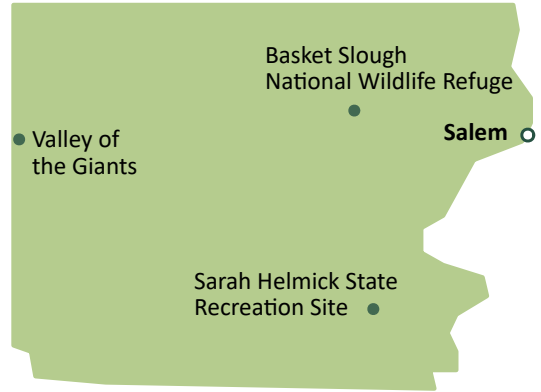 Basket Slough
National Wildlife Refuge
Salem
Valley of
the Giants
Sarah Helmick State
Recreation Site